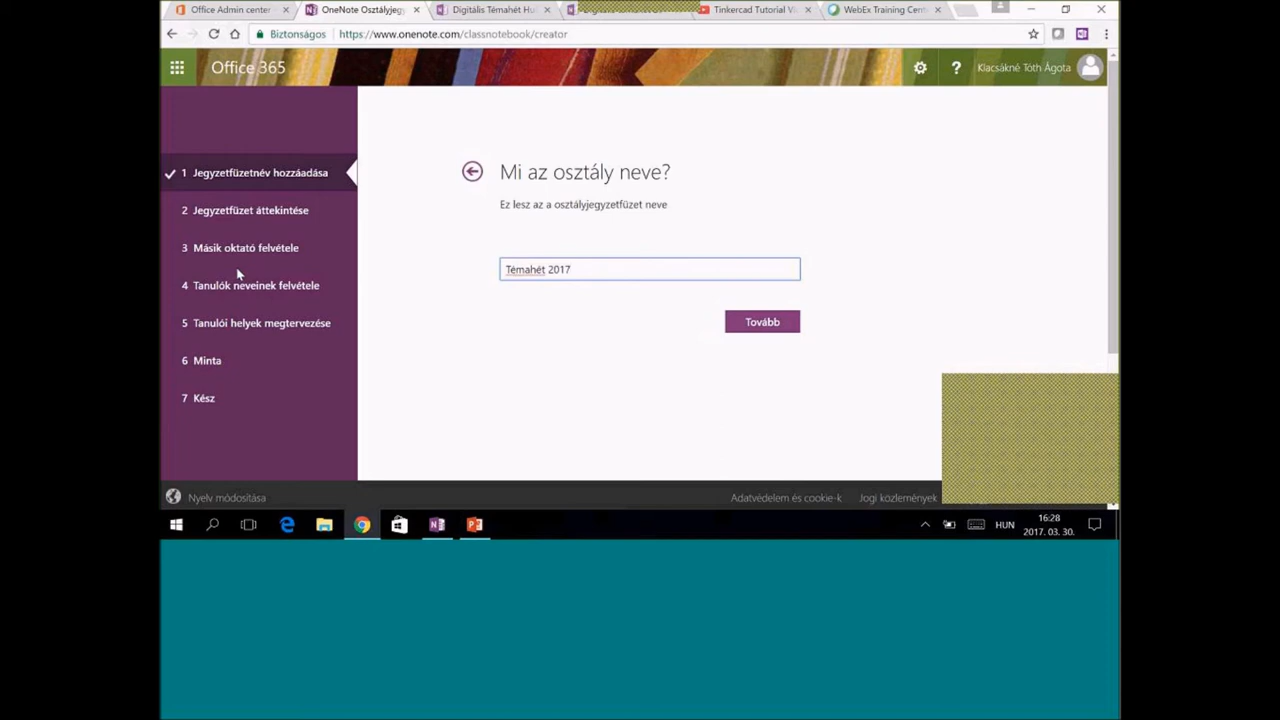 Office Admin center
OneNote Osztályjegy
Digitális Témahét Hu
Tinkercad Tutorial V
WebEx Training Cent
Biztonságos
https://www.onenote.com/classnotebook/creator
Office 365
?
Klacsákné Tóth Ágota
1 Jegyzetfüzetnév hozzáadása
2 Jegyzetfüzet áttekintése
3 Másik oktató felvétele
4 Tanulók neveinek felvétele
5 Tanulói helyek megtervezése
6 Minta
7 Kész
Mi az osztály neve?
Ez lesz az a osztályjegyzetfüzet neve
Témahét 2017
Tovább
Nyelv módosítása
Adatvédelem és cookie-k
Jogi közlemények
HUN
16:28
2017. 03. 30.